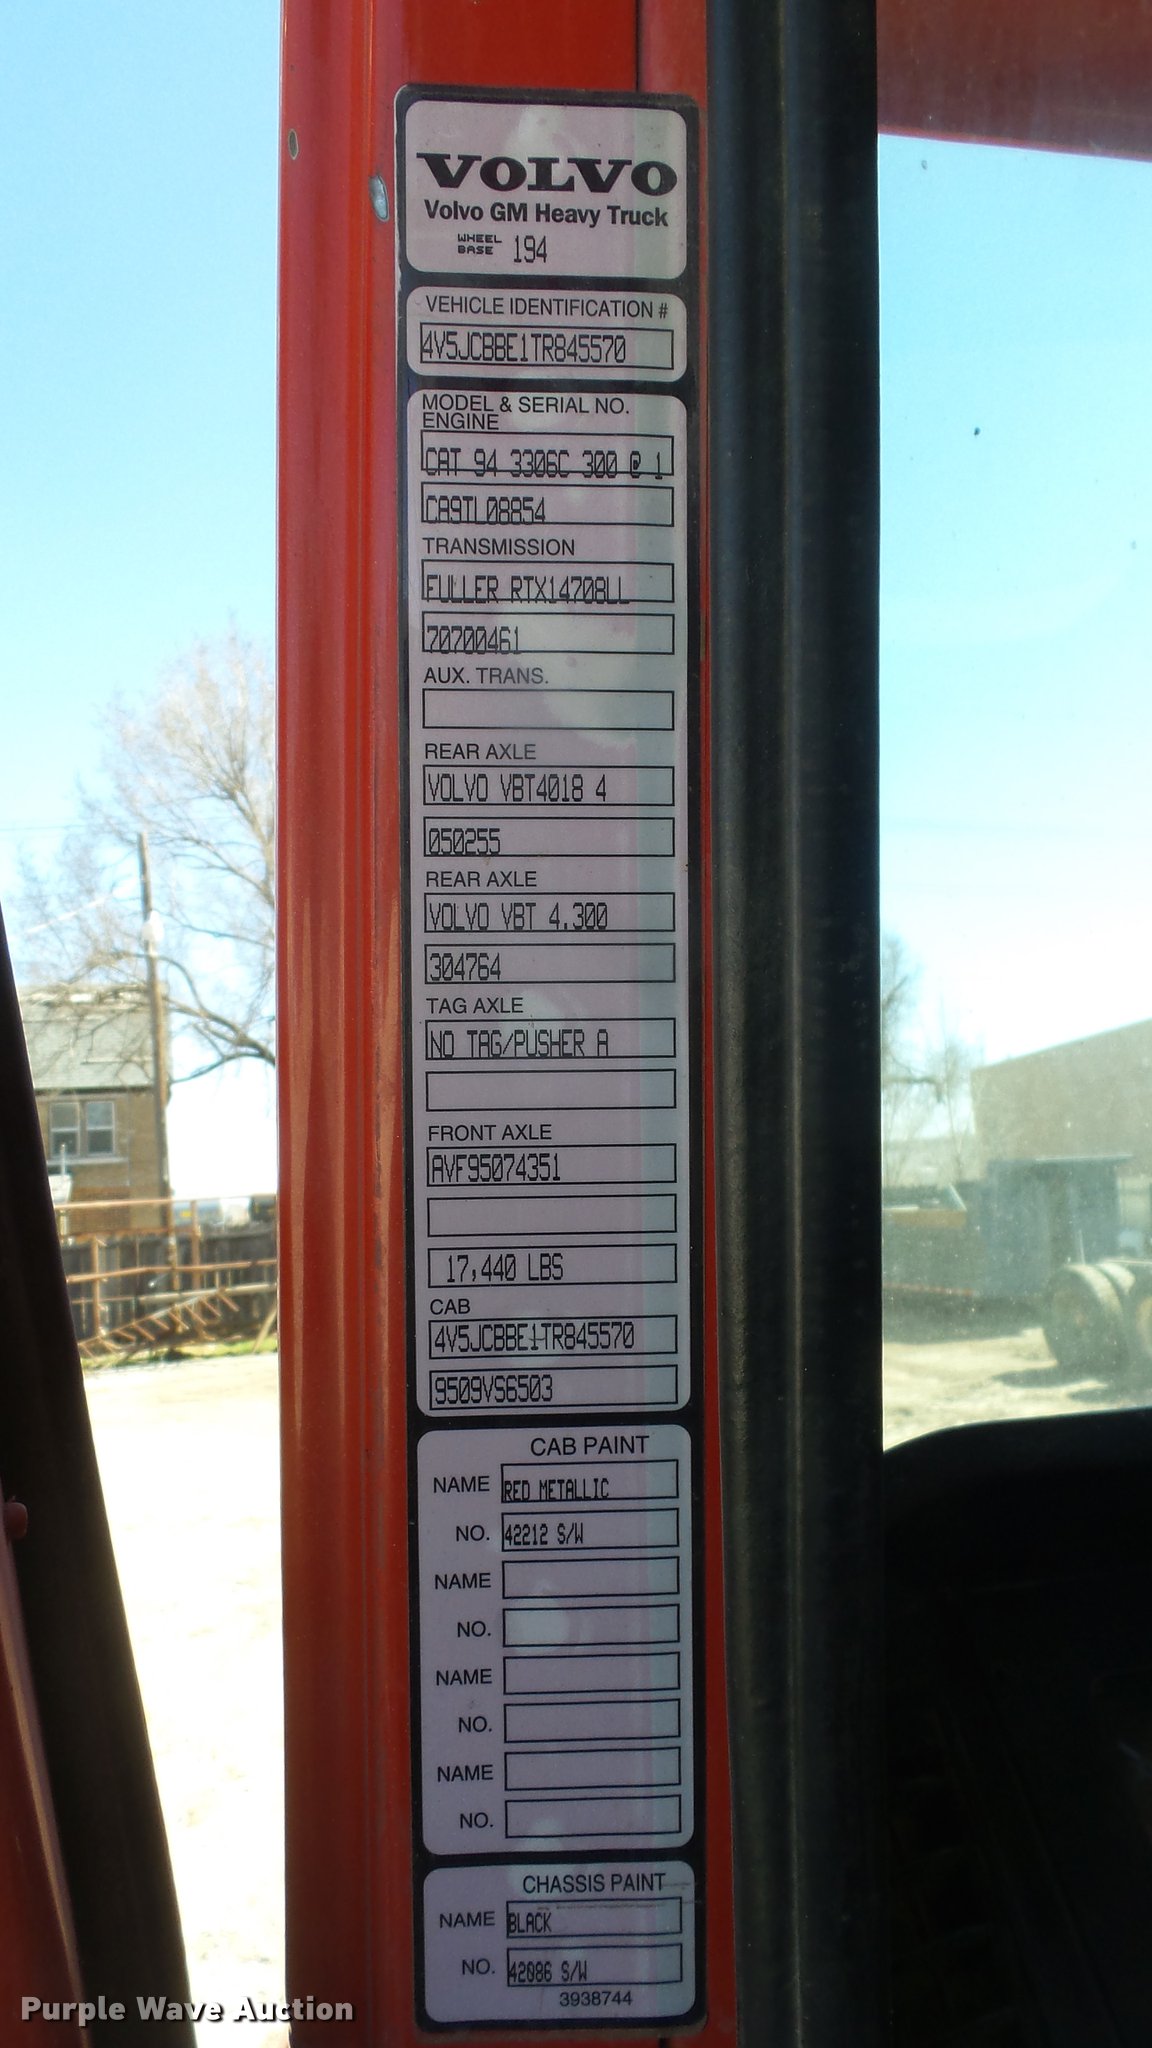 VOLVO
Volvo GM Heavy Truck
WHEEL BASE 194
VEHICLE IDENTIFICATION #
4V5JCBBE1TR845570
MODEL & SERIAL NO.
ENGINE
CAT 94 3306C 300 @ 1
CA9TL08854
TRANSMISSION
FULLER RTX14708LL
70700461
AUX. TRANS.
REAR AXLE
VOLVO VBT4018 4
050255
REAR AXLE
VOLVO VBT 4.300
304764
TAG AXLE
NO TAG/PUSHER A
FRONT AXLE
AVF95074351
17,440 LBS
CAB
4V5JCBBE1TR845570
9509VS6503
CAB PAINT
NAME RED METALLIC
NO. 42212 S/W
NAME
NO.
NAME
NO.
NAME
NO.
CHASSIS PAINT
NAME BLACK
NO. 42086 S/W
3938744
Purple Wave Auction